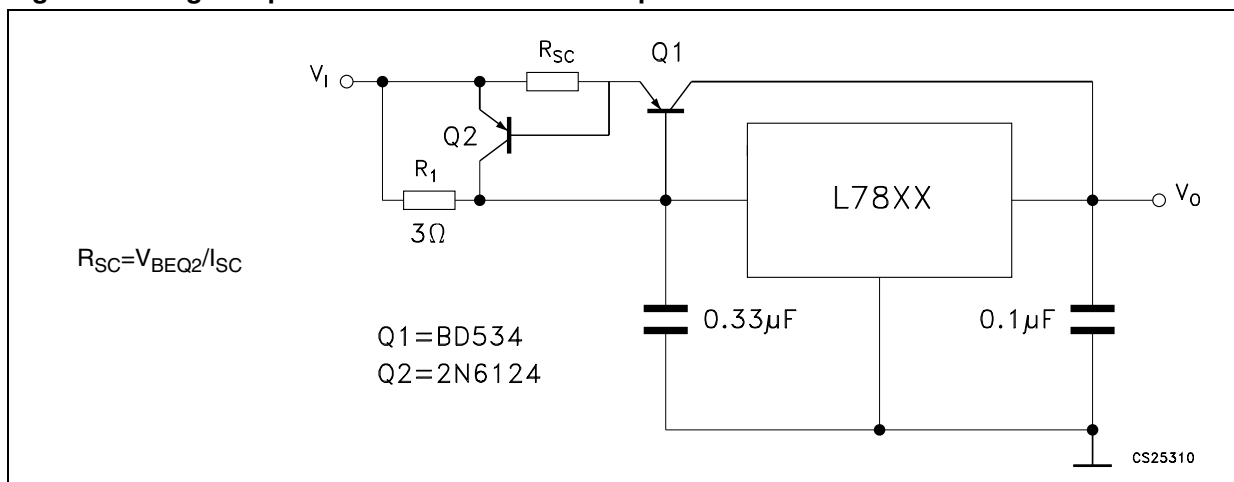 R_SC
Q1
V_I
Q2
R_1
3Ω
L78XX
V_O
R_SC=V_BEQ2/I_SC
0.33µF
0.1µF
Q1=BD534
Q2=2N6124
CS25310